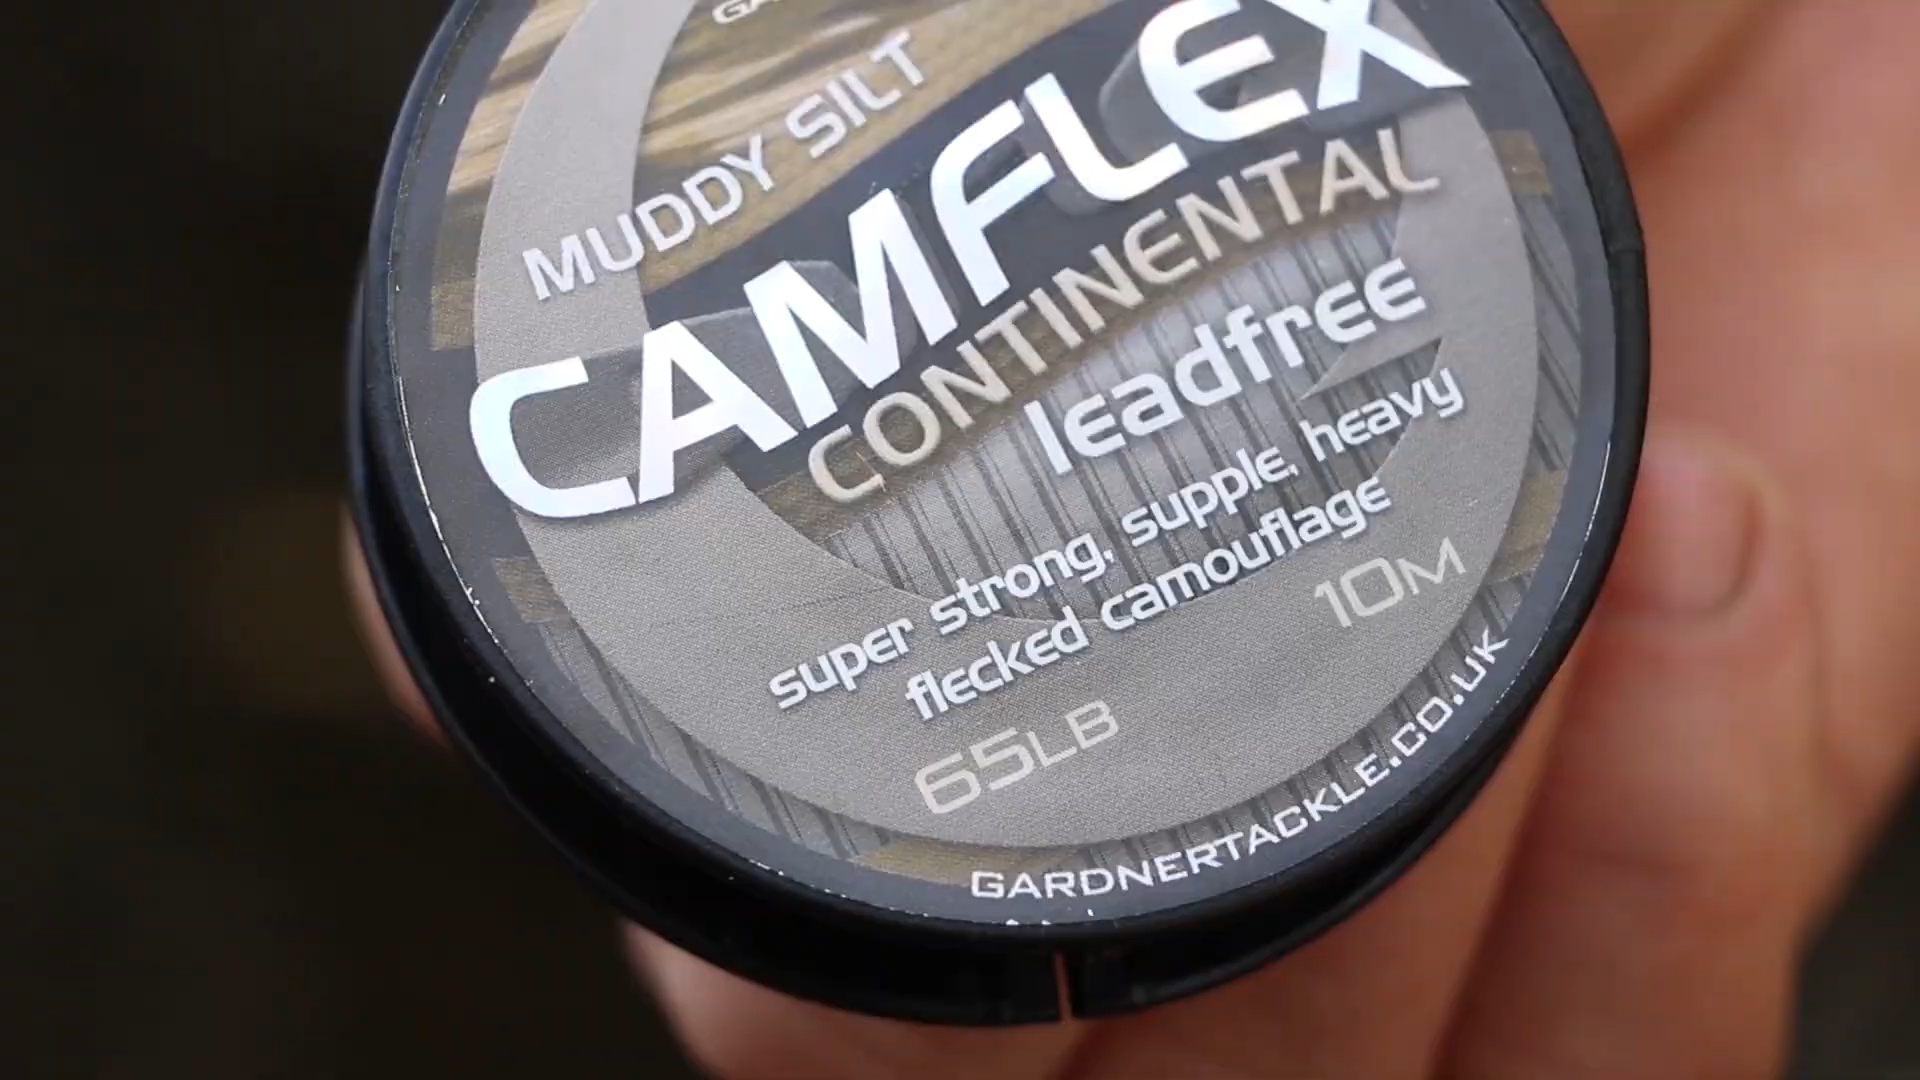 MUDDY SILT
CAMFLEX
CONTINENTAL
leadfree
super strong, supple, heavy
flecked camouflage
65LB 10M
GARDNERTACKLE.CO.UK